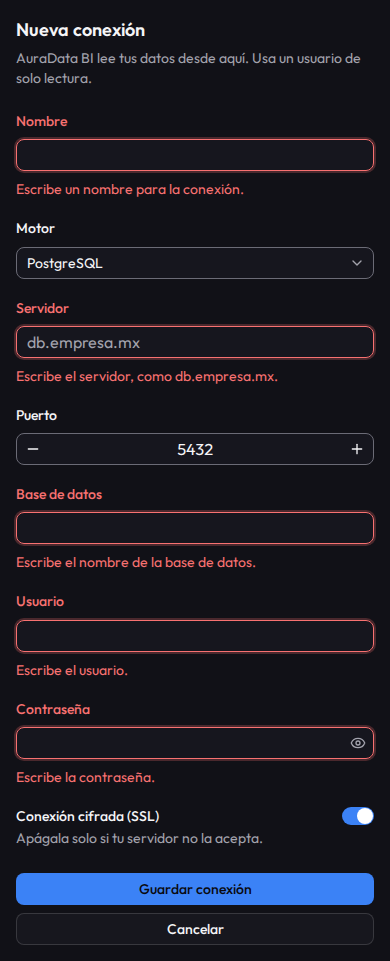 Nueva conexión
AuraData BI lee tus datos desde aquí. Usa un usuario de
solo lectura.
Nombre
Escribe un nombre para la conexión.
Motor
PostgreSQL
Servidor
db.empresa.mx
Escribe el servidor, como db.empresa.mx.
Puerto
5432
Base de datos
Escribe el nombre de la base de datos.
Usuario
Escribe el usuario.
Contraseña
Escribe la contraseña.
Conexión cifrada (SSL)
Apágala solo si tu servidor no la acepta.
Guardar conexión
Cancelar